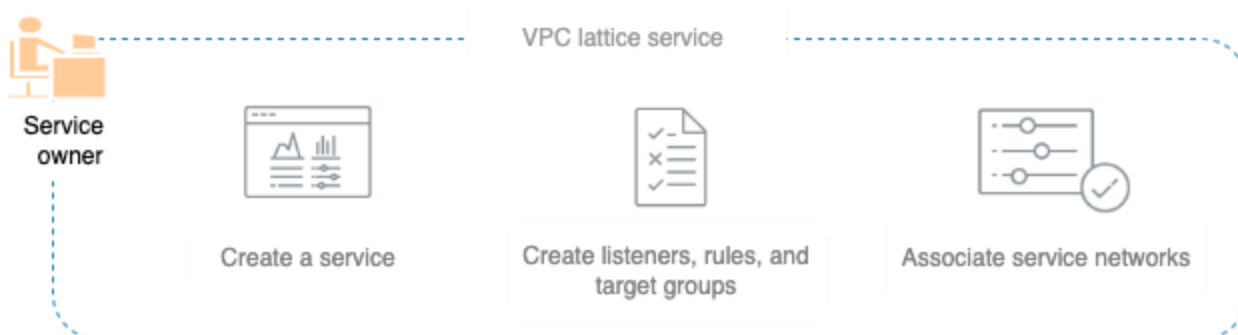 VPC lattice service
Service
owner
Create a service
Create listeners, rules, and
target groups
Associate service networks